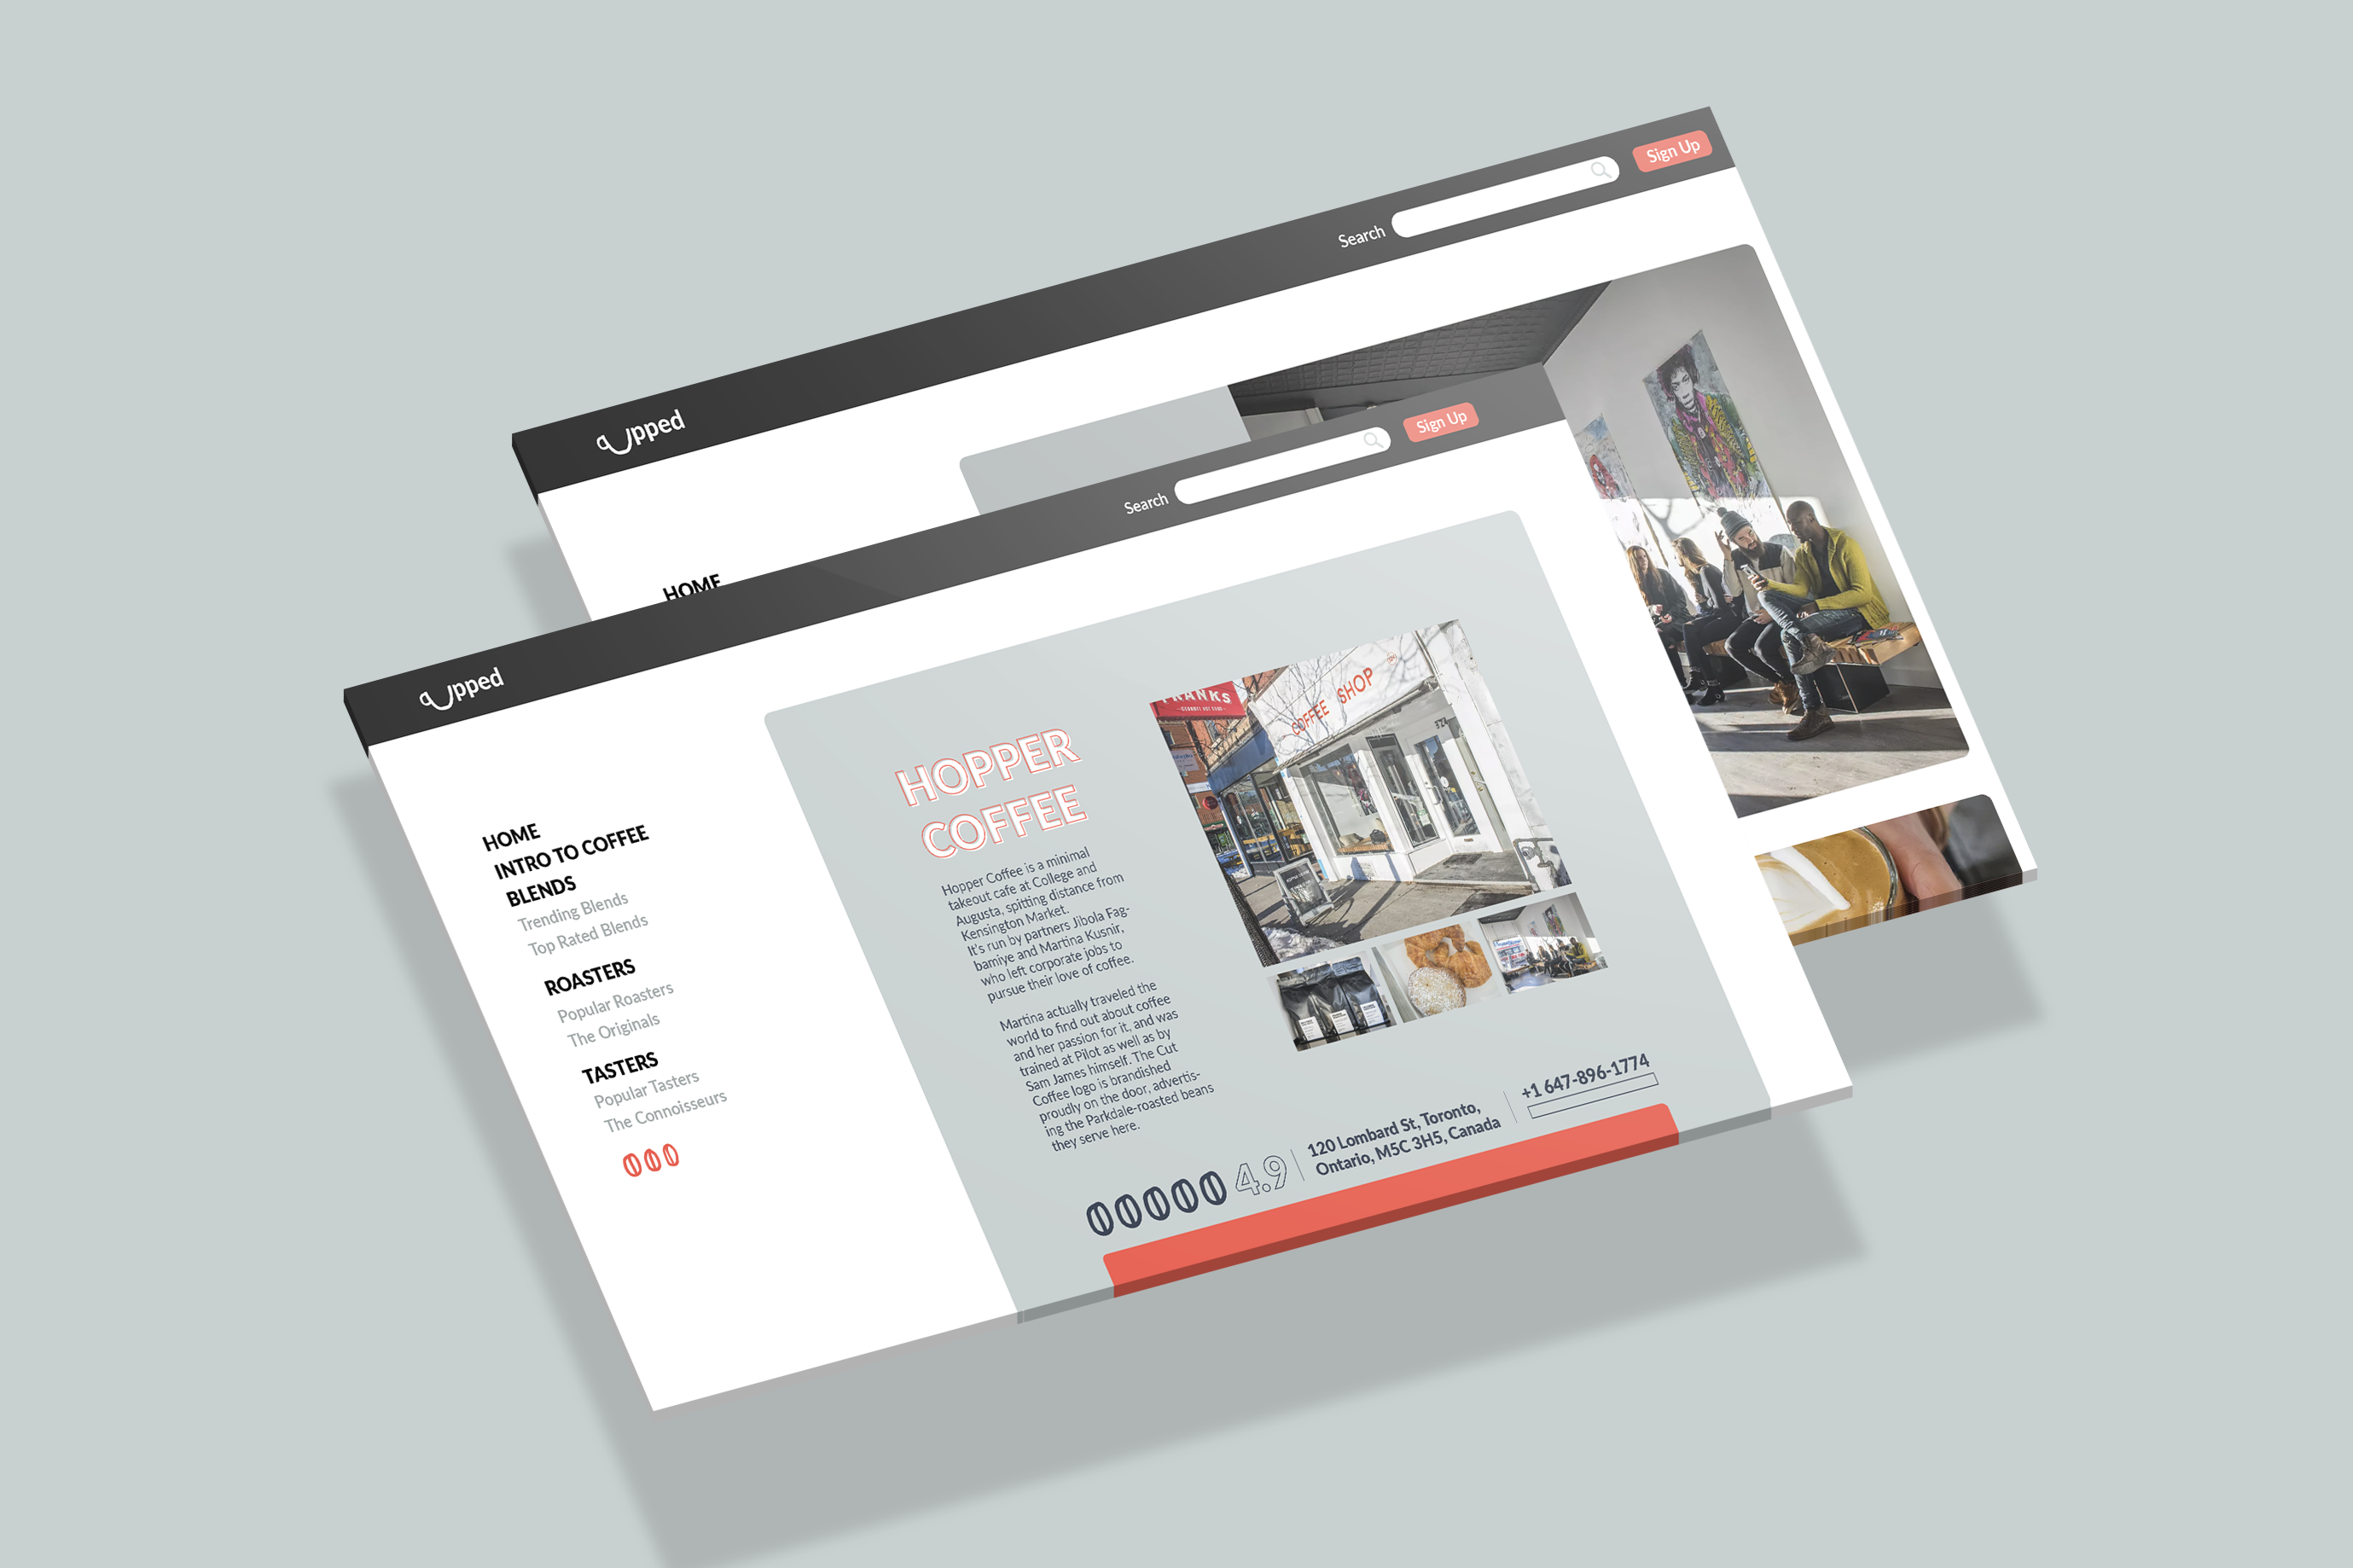 Cupped
Search
Sign Up
HOME
Cupped
Search
Sign Up
HOME
INTRO TO COFFEE
BLENDS
Trending Blends
Top Rated Blends
ROASTERS
Popular Roasters
The Originals
TASTERS
Popular Tasters
The Connoisseurs
HOPPER
COFFEE
Hopper Coffee is a minimal
takeout cafe at College and
Augusta, spitting distance from
Kensington Market.
It's run by partners Jibola Fag-
bamiye and Martina Kusnir,
who left corporate jobs to
pursue their love of coffee.
Martina actually traveled the
world to find out about coffee
and her passion for it, and was
trained at Pilot as well as by
Sam James himself. The Cut
Coffee logo is brandished
proudly on the door, advertis-
ing the Parkdale-roasted beans
they serve here.
FRANKS
COFFEE SHOP
4.9
120 Lombard St, Toronto,
Ontario, M5C 3H5, Canada
+1 647-896-1774